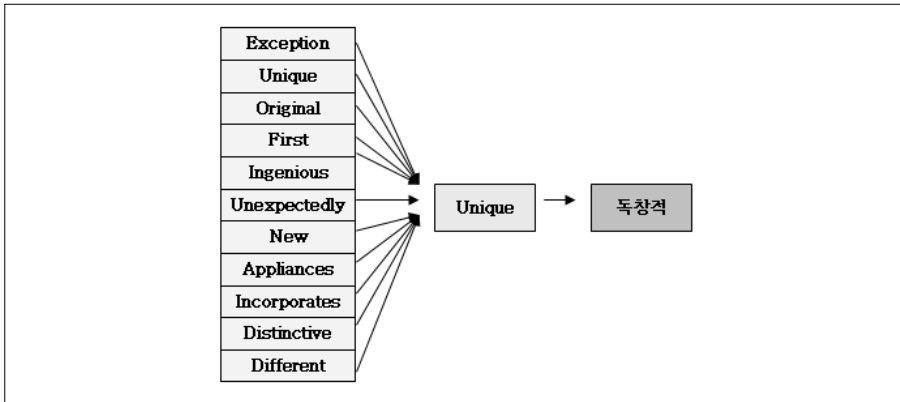 Exception
Unique
Original
First
Ingenious
Unexpectedly
New
Appliances
Incorporates
Distinctive
Different
Unique
독창적